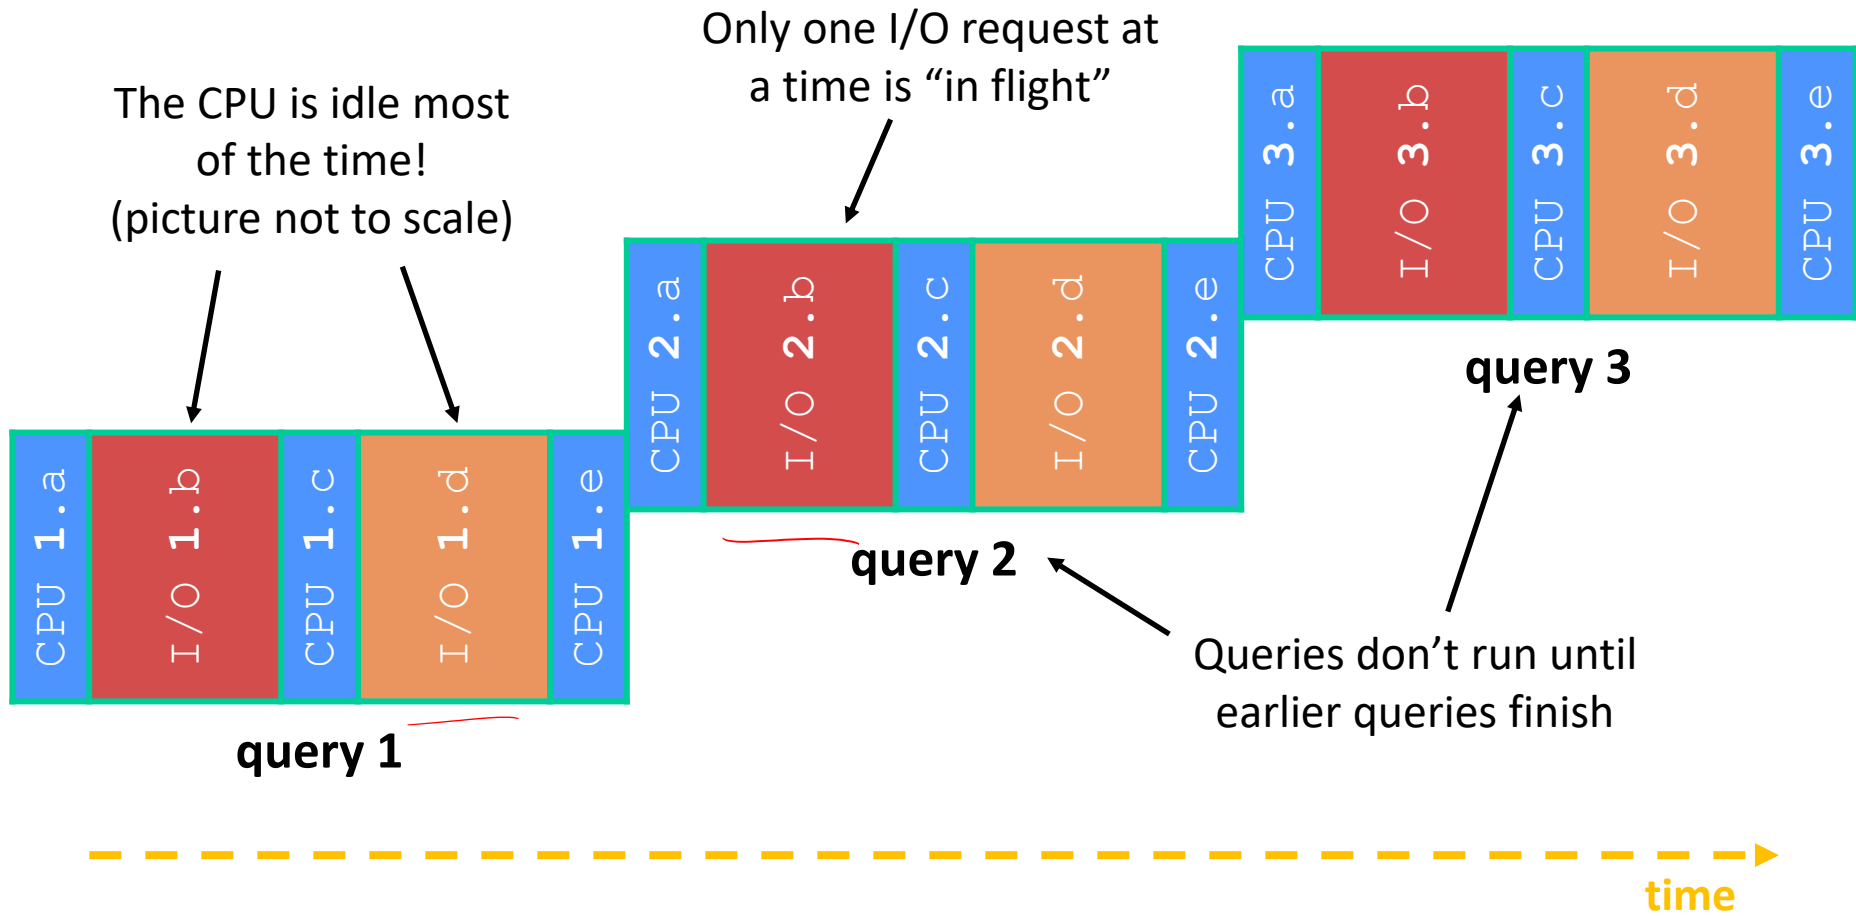 Only one I/O request at
a time is “in flight”
The CPU is idle most
of the time!
(picture not to scale)
CPU 1.a
I/O 1.b
CPU 1.c
I/O 1.d
CPU 1.e
query 1
CPU 2.a
I/O 2.b
CPU 2.c
I/O 2.d
CPU 2.e
query 2
CPU 3.a
I/O 3.b
CPU 3.c
I/O 3.d
CPU 3.e
query 3
Queries don’t run until
earlier queries finish
time